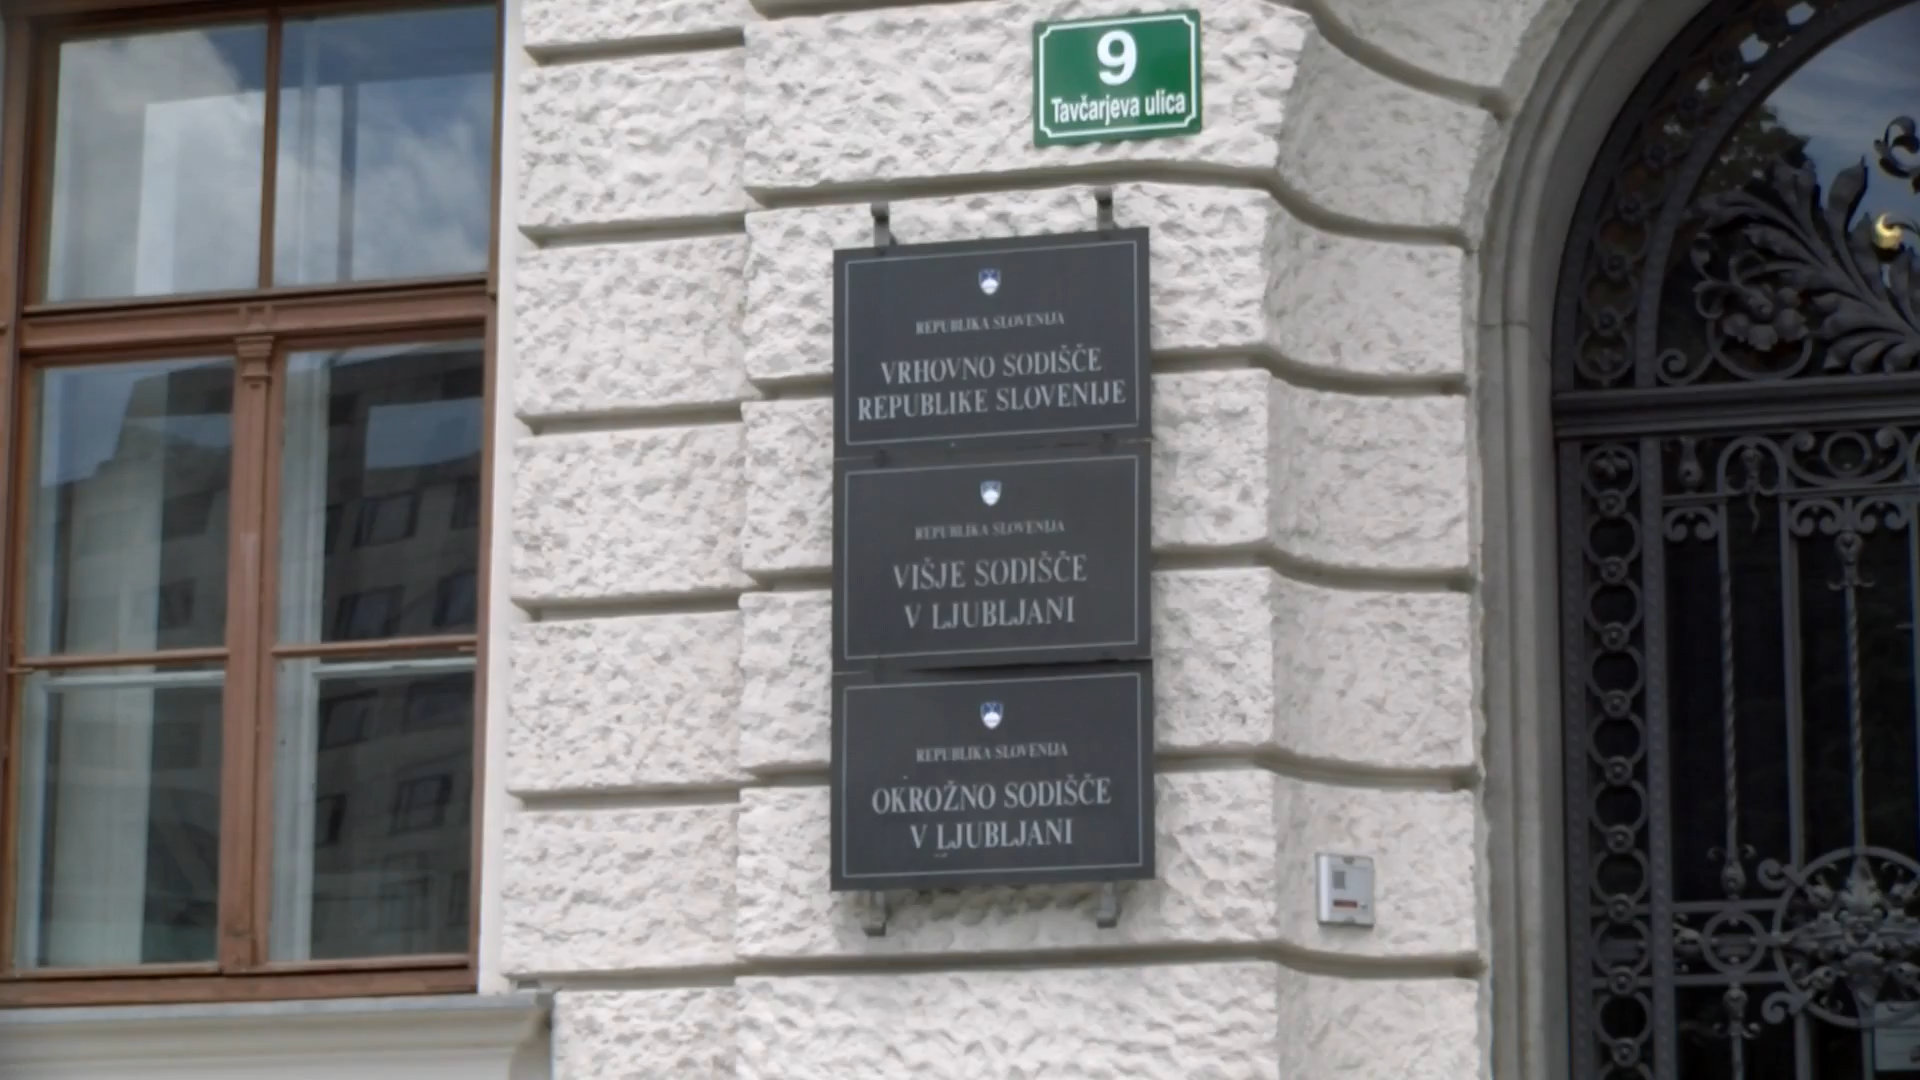 9
Tavčarjeva ulica
REPUBLIKA SLOVENIJA
VRHOVNO SODIŠČE
REPUBLIKE SLOVENIJE
REPUBLIKA SLOVENIJA
VIŠJE SODIŠČE
V LJUBLJANI
REPUBLIKA SLOVENIJA
OKROŽNO SODIŠČE
V LJUBLJANI